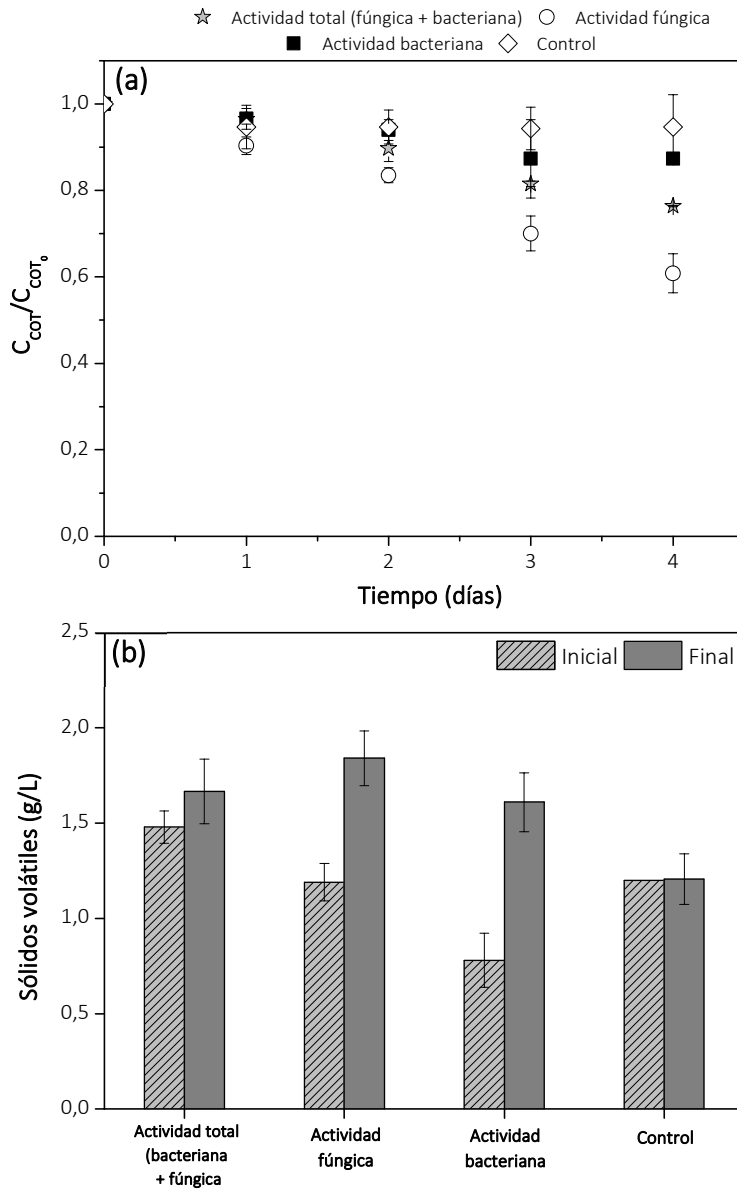 Actividad total (fúngica + bacteriana) Actividad fúngica
Actividad bacteriana Control
(a)
1,0
0,8
0,6
0,4
0,2
0,0
C_COT/C_COT₀
0 1 2 3 4
Tiempo (días)
(b)
Inicial Final
2,5
2,0
1,5
1,0
0,5
0,0
Sólidos volátiles (g/L)
Actividad total
(bacteriana
+ fúngica
Actividad
fúngica
Actividad
bacteriana
Control